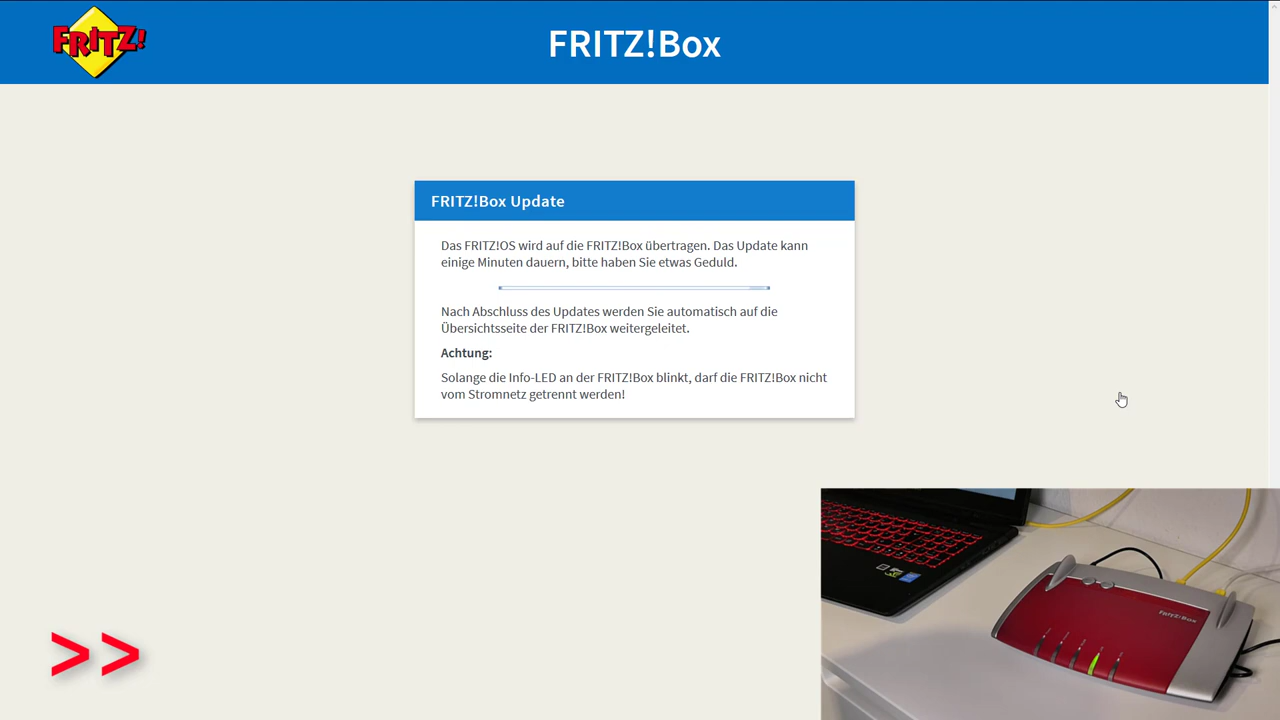 FRITZ!
FRITZ!Box
FRITZ!Box Update
Das FRITZ!OS wird auf die FRITZ!Box übertragen. Das Update kann
einige Minuten dauern, bitte haben Sie etwas Geduld.
Nach Abschluss des Updates werden Sie automatisch auf die
Übersichtsseite der FRITZ!Box weitergeleitet.
Achtung:
Solange die Info-LED an der FRITZ!Box blinkt, darf die FRITZ!Box nicht
vom Stromnetz getrennt werden!
>>
FRITZ!Box